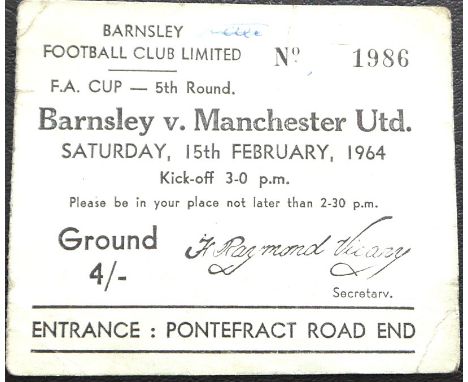 BARNSLEY
FOOTBALL CLUB LIMITED
Nº 1986
F.A. CUP — 5th Round.
Barnsley v. Manchester Utd.
SATURDAY, 15th FEBRUARY, 1964
Kick-off 3-0 p.m.
Please be in your place not later than 2-30 p.m.
Ground
4/-
Raymond Vicary
Secretary.
ENTRANCE : PONTEFRACT ROAD END